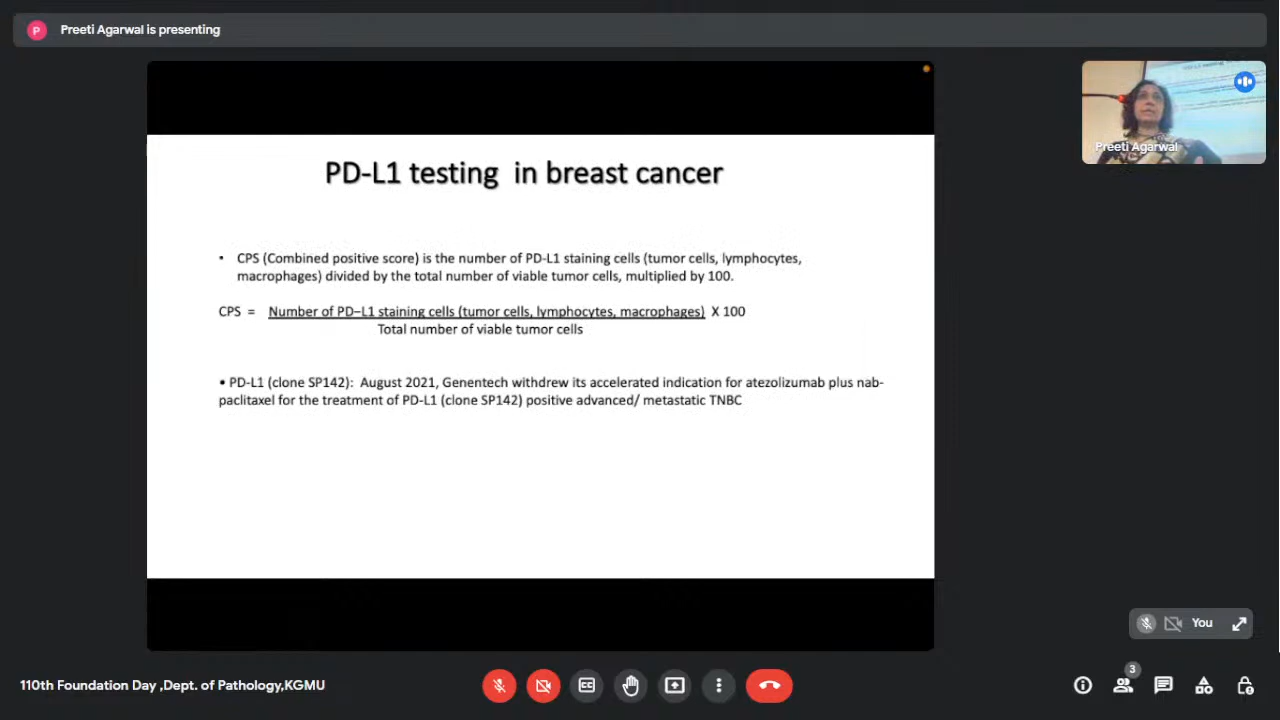 P
Preeti Agarwal is presenting
PD-L1 testing in breast cancer
Preeti Agarwal
• CPS (Combined positive score) is the number of PD-L1 staining cells (tumor cells, lymphocytes,
macrophages) divided by the total number of viable tumor cells, multiplied by 100.
CPS = Number of PD–L1 staining cells (tumor cells, lymphocytes, macrophages) X 100
Total number of viable tumor cells
• PD-L1 (clone SP142): August 2021, Genentech withdrew its accelerated indication for atezolizumab plus nab-
paclitaxel for the treatment of PD-L1 (clone SP142) positive advanced/ metastatic TNBC
You
110th Foundation Day ,Dept. of Pathology,KGMU
CC
3